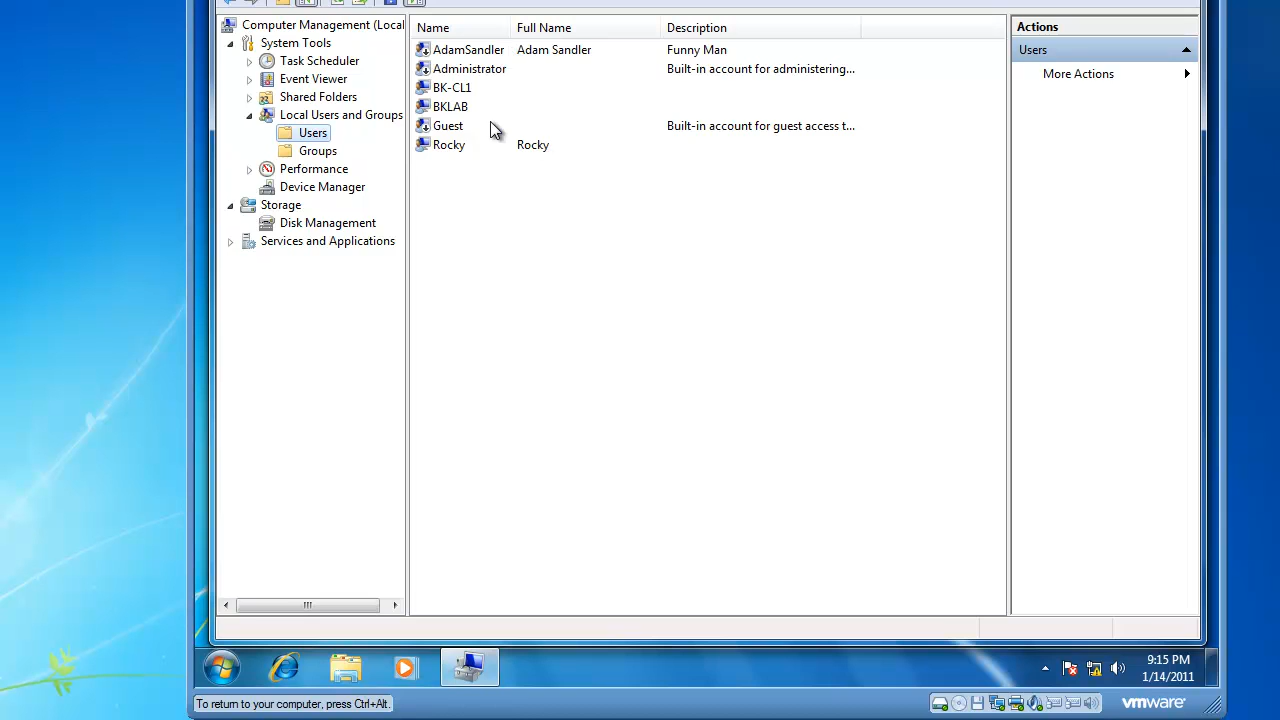 Computer Management (Local
System Tools
Task Scheduler
Event Viewer
Shared Folders
Local Users and Groups
Users
Groups
Performance
Device Manager
Storage
Disk Management
Services and Applications
Name Full Name Description
AdamSandler Adam Sandler Funny Man
Administrator Built-in account for administering...
BK-CL1
BKLAB
Guest Built-in account for guest access t...
Rocky Rocky
Actions
Users
More Actions
9:15 PM
1/14/2011
To return to your computer, press Ctrl+Alt.
vmware